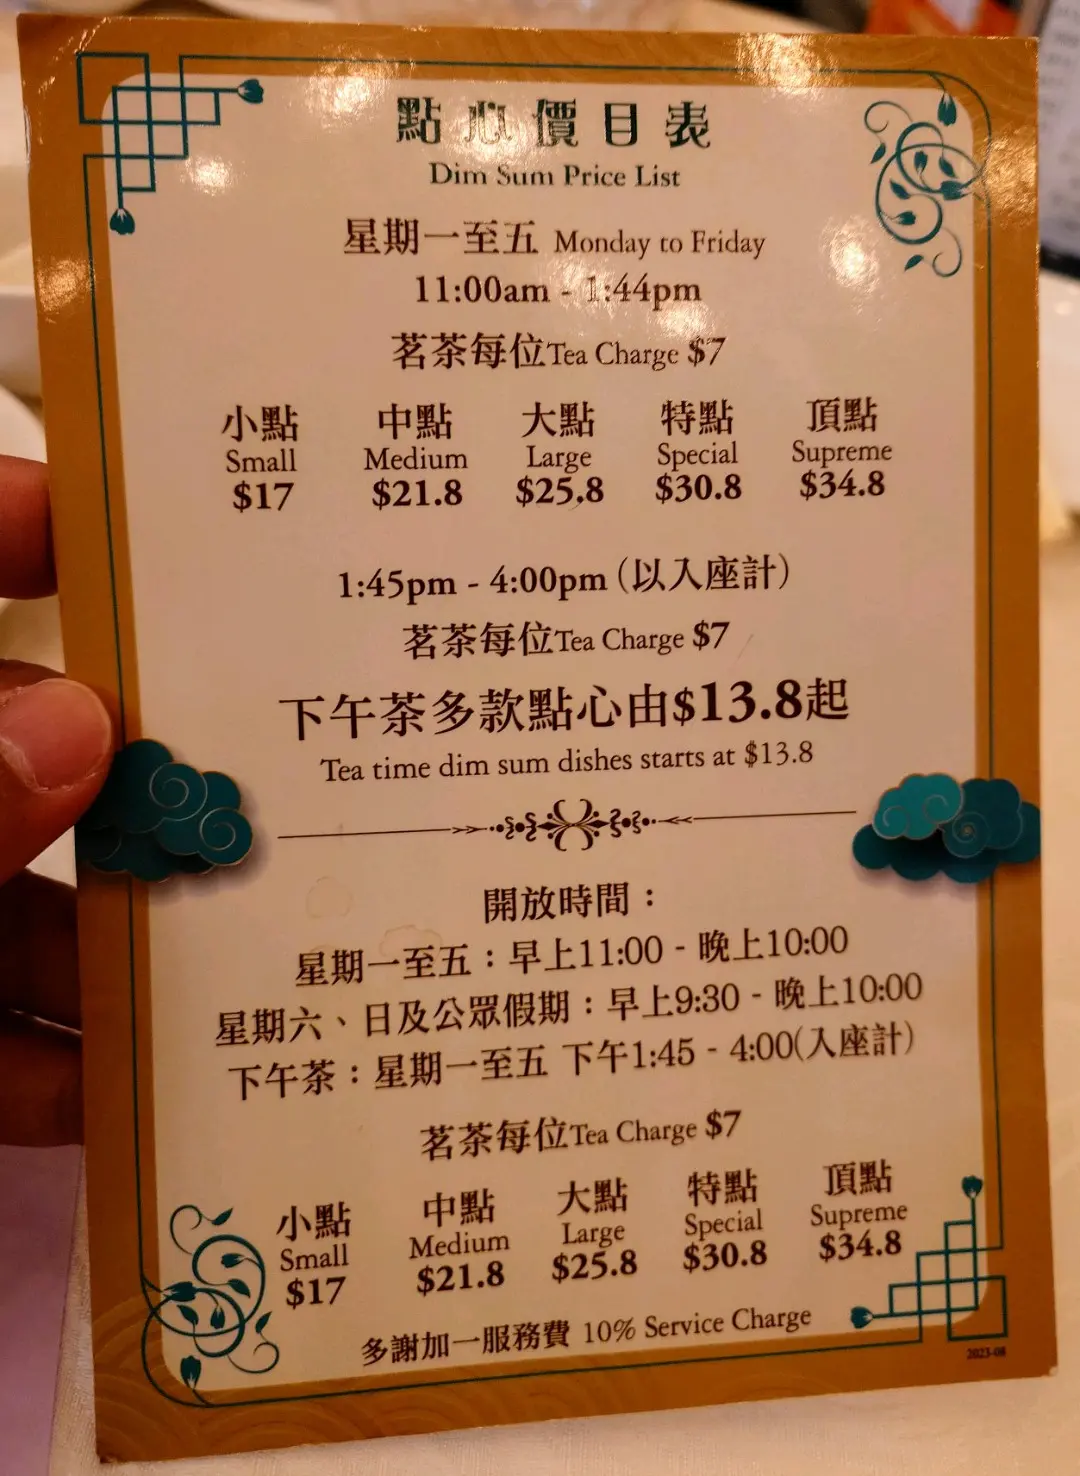 點心價目表
Dim Sum Price List
星期一至五 Monday to Friday
11:00am - 1:44pm
茗茶每位Tea Charge $7
小點 中點 大點 特點 頂點
Small Medium Large Special Supreme
$17 $21.8 $25.8 $30.8 $34.8
1:45pm - 4:00pm (以入座計)
茗茶每位Tea Charge $7
下午茶多款點心由$13.8起
Tea time dim sum dishes starts at $13.8
開放時間：
星期一至五：早上11:00 - 晚上10:00
星期六、日及公眾假期：早上9:30 - 晚上10:00
下午茶：星期一至五 下午1:45 - 4:00(入座計)
茗茶每位Tea Charge $7
小點 中點 大點 特點 頂點
Small Medium Large Special Supreme
$17 $21.8 $25.8 $30.8 $34.8
多謝加一服務費 10% Service Charge
2023-08